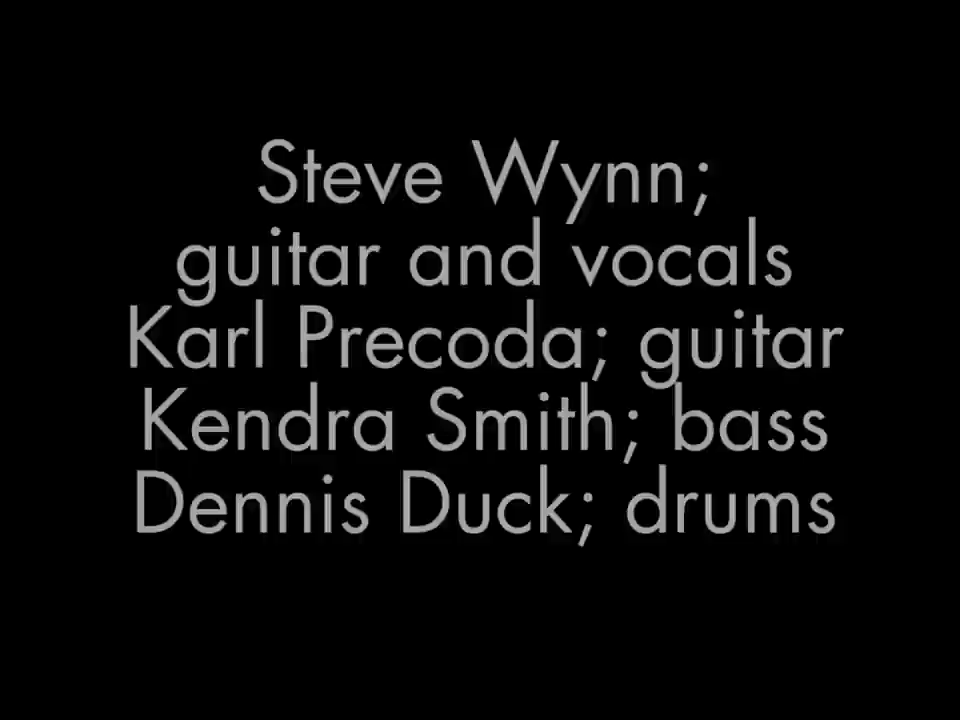 Steve Wynn;
guitar and vocals
Karl Precoda; guitar
Kendra Smith; bass
Dennis Duck; drums